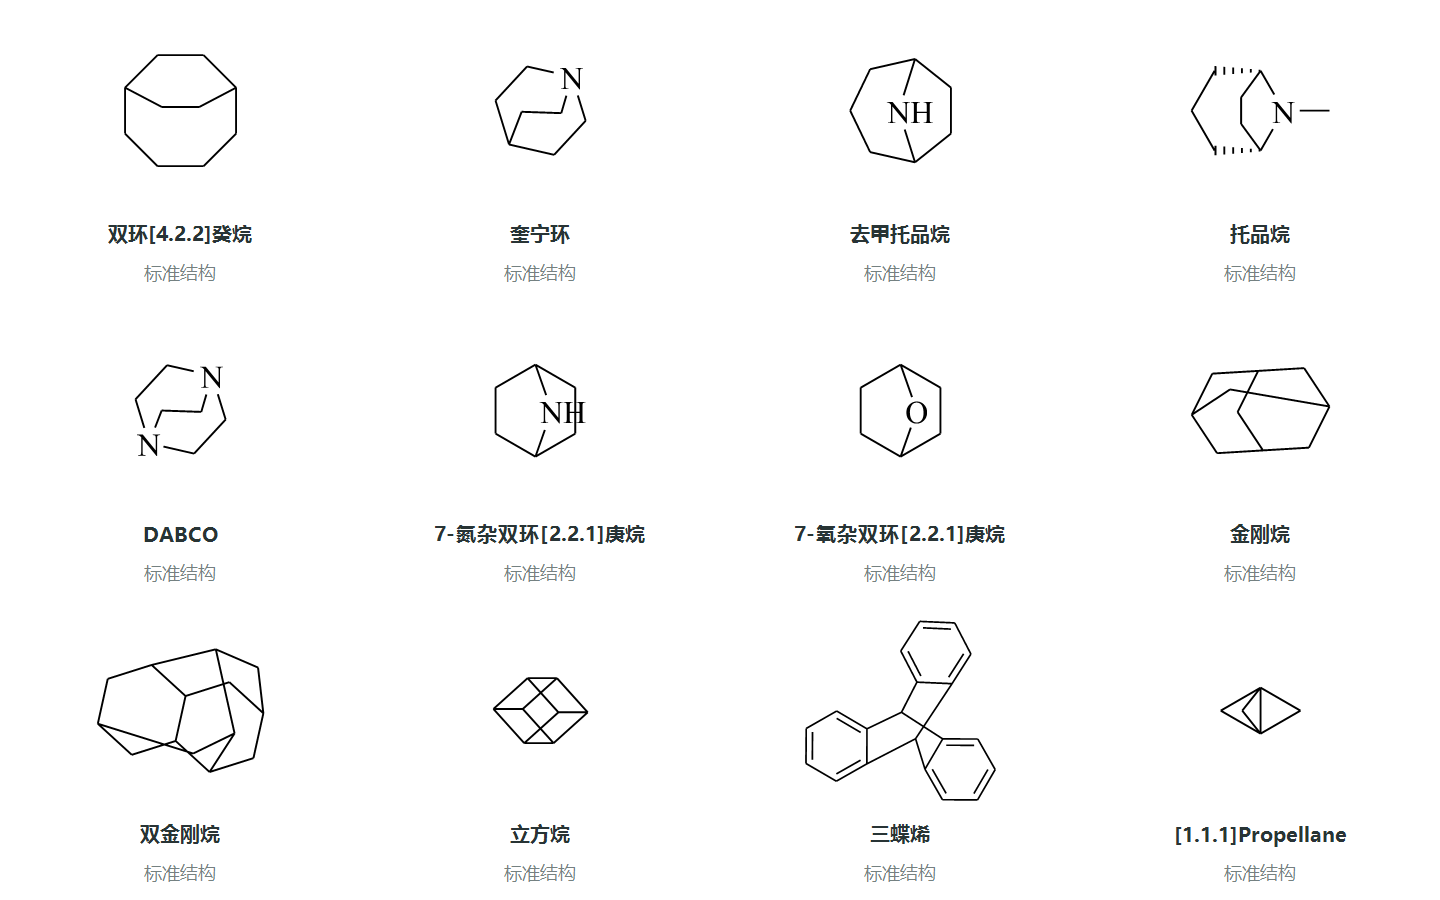 N
NH
N
双环[4.2.2]癸烷
奎宁环
去甲托品烷
托品烷
标准结构
标准结构
标准结构
标准结构
N
N
NH
O
DABCO
7-氮杂双环[2.2.1]庚烷
7-氧杂双环[2.2.1]庚烷
金刚烷
标准结构
标准结构
标准结构
标准结构
双金刚烷
立方烷
三蝶烯
[1.1.1]Propellane
标准结构
标准结构
标准结构
标准结构